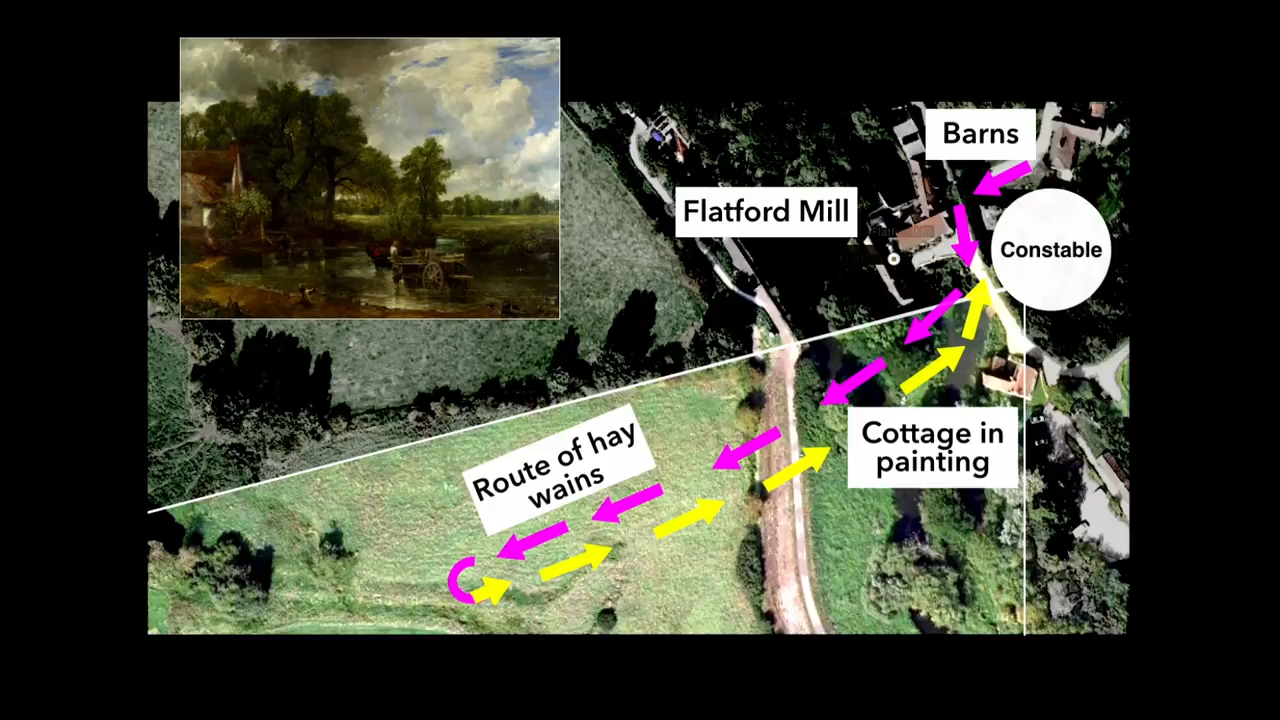 Barns
Flatford Mill
Constable
Cottage in
painting
Route of hay
wains